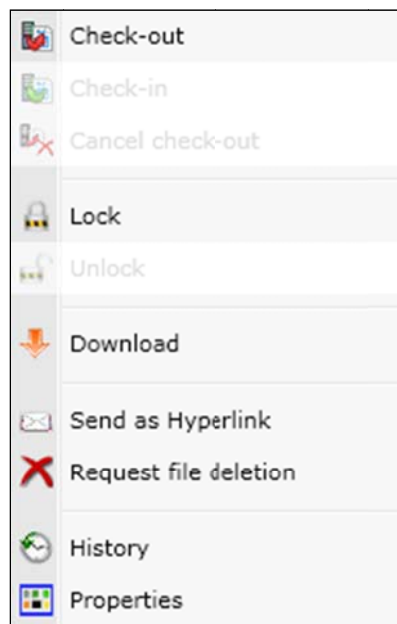 Check-out
Check-in
Cancel check-out
Lock
Unlock
Download
Send as Hyperlink
Request file deletion
History
Properties